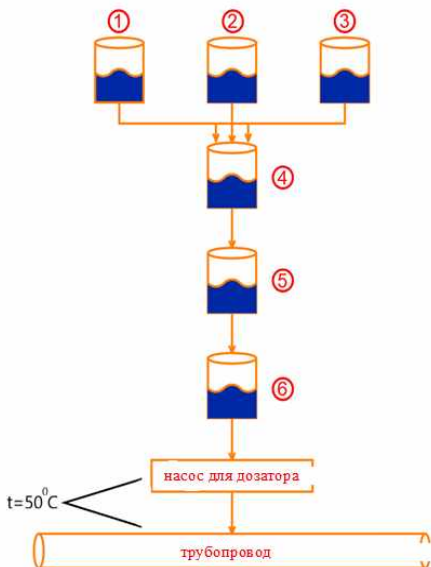 1 2 3
4
5
6
насос для дозатора
t=50⁰C
трубопровод